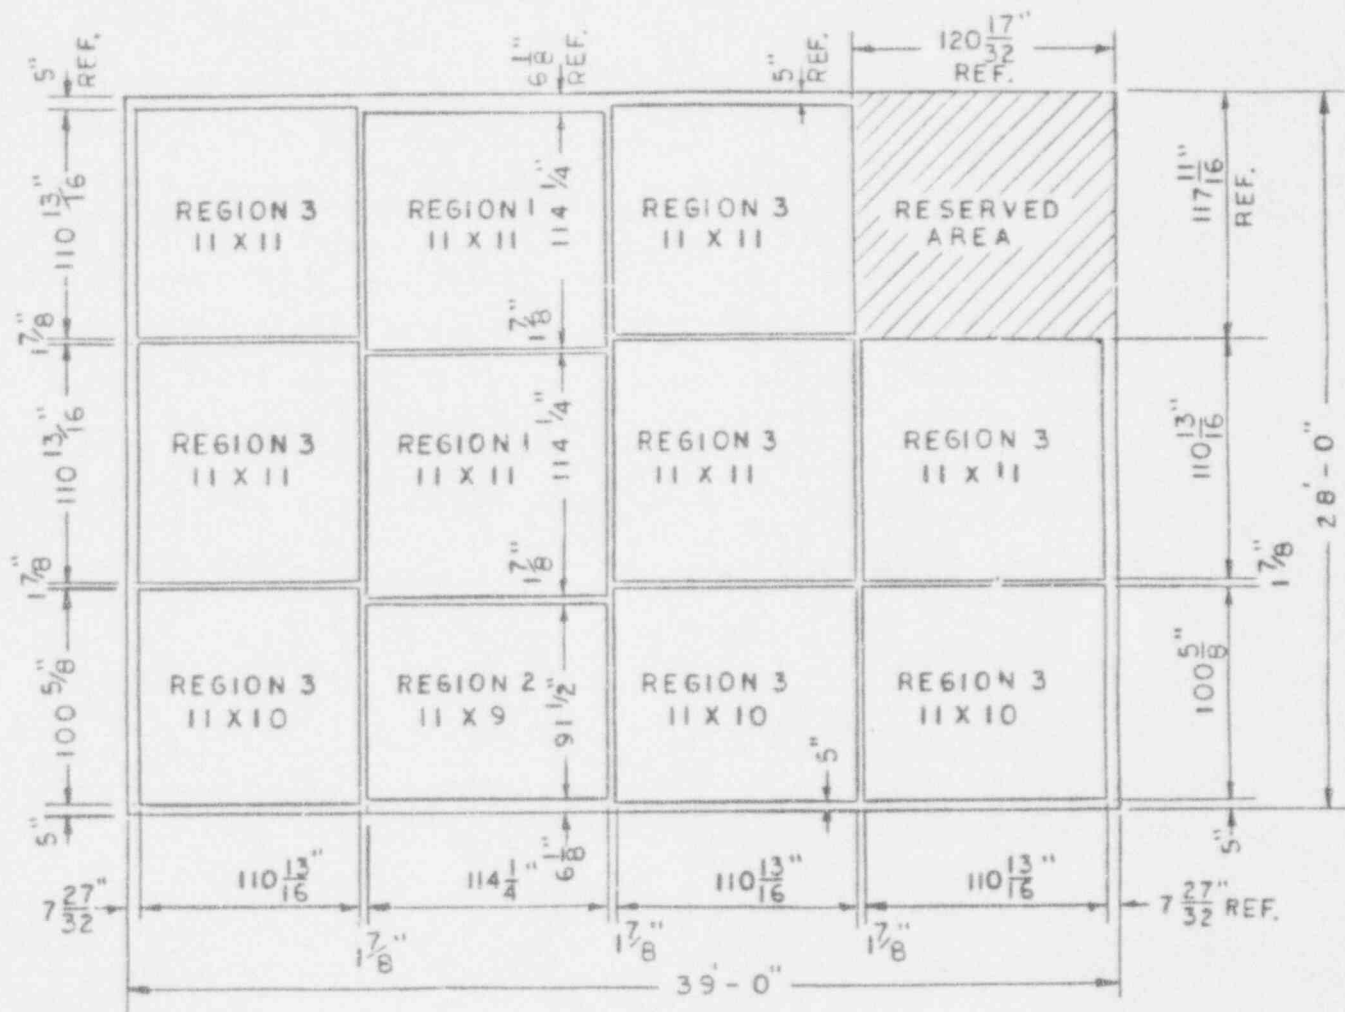 5" REF.
6 1/8" REF.
5" REF.
120 17/32" REF.
110 13/16"
REGION 3
11 X 11
REGION 1
11 X 11
114 1/4"
REGION 3
11 X 11
RESERVED
AREA
117 11/16" REF.
1 7/8"
1 7/8"
110 13/16"
REGION 3
11 X 11
REGION 1
11 X 11
114 1/4"
REGION 3
11 X 11
REGION 3
11 X 11
110 13/16"
28'-0"
1 7/8"
1 7/8"
1 7/8"
100 5/8"
REGION 3
11 X 10
REGION 2
11 X 9
91 1/2"
REGION 3
11 X 10
REGION 3
11 X 10
100 5/8"
5"
5"
6 1/8"
5"
7 27/32"
110 13/16"
114 1/4"
110 13/16"
110 13/16"
7 27/32" REF.
1 7/8"
1 7/8"
1 7/8"
39'-0"